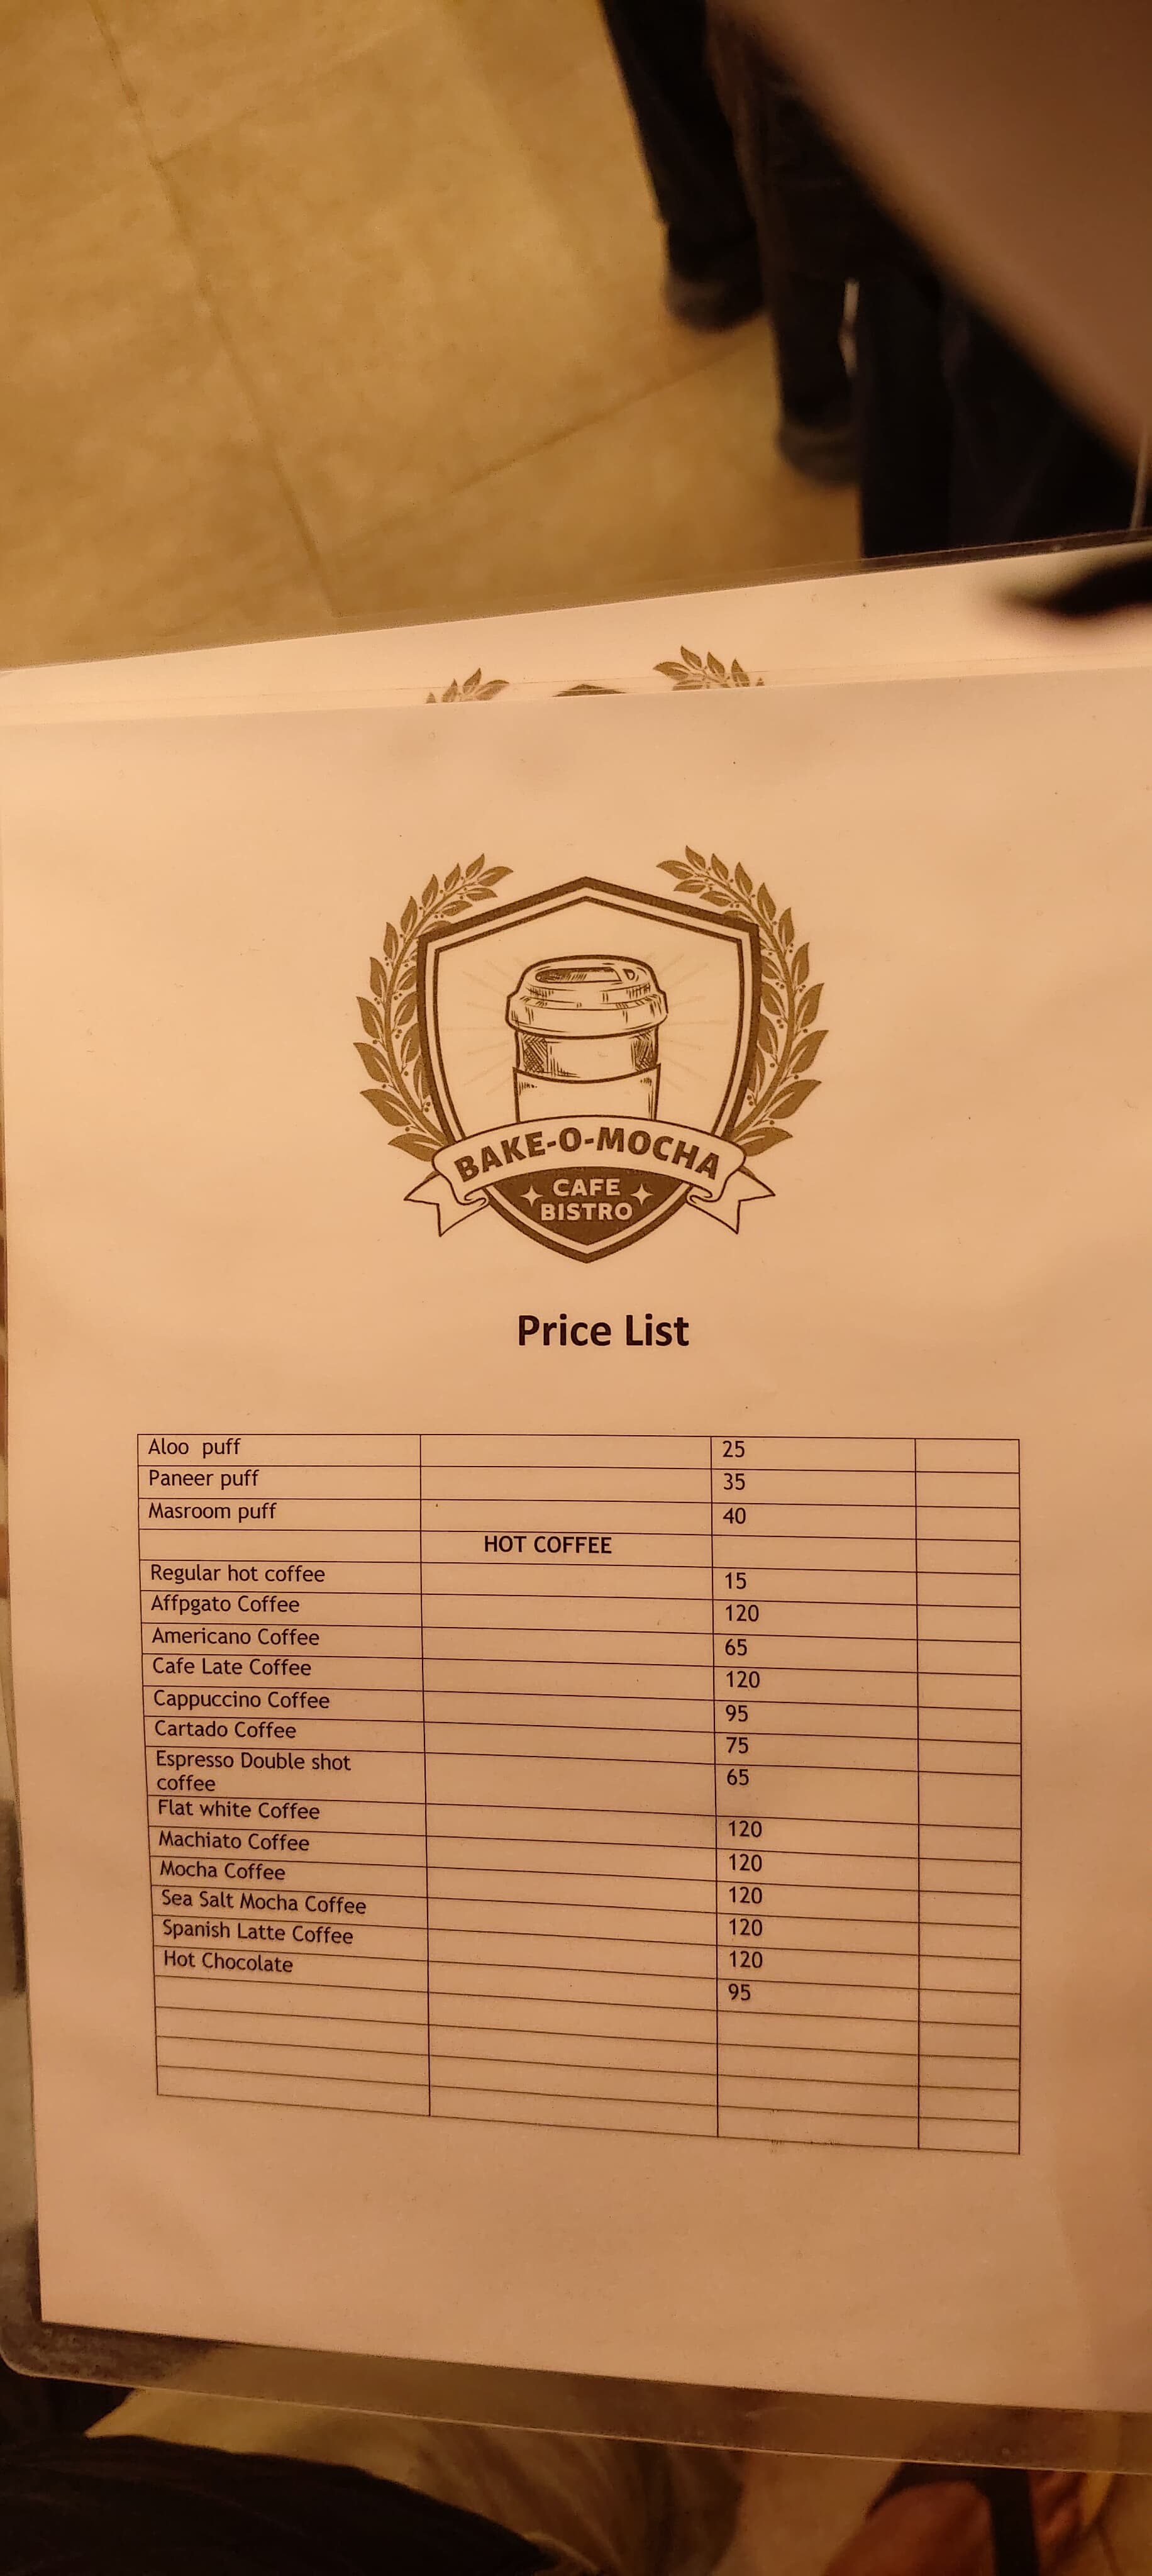 BAKE-O-MOCHA
CAFE
BISTRO
Price List
Aloo puff 25
Paneer puff 35
Masroom puff 40
HOT COFFEE
Regular hot coffee 15
Affpgato Coffee 120
Americano Coffee 65
Cafe Late Coffee 120
Cappuccino Coffee 95
Cartado Coffee 75
Espresso Double shot 65
coffee
Flat white Coffee 120
Machiato Coffee 120
Mocha Coffee 120
Sea Salt Mocha Coffee 120
Spanish Latte Coffee 120
Hot Chocolate 95